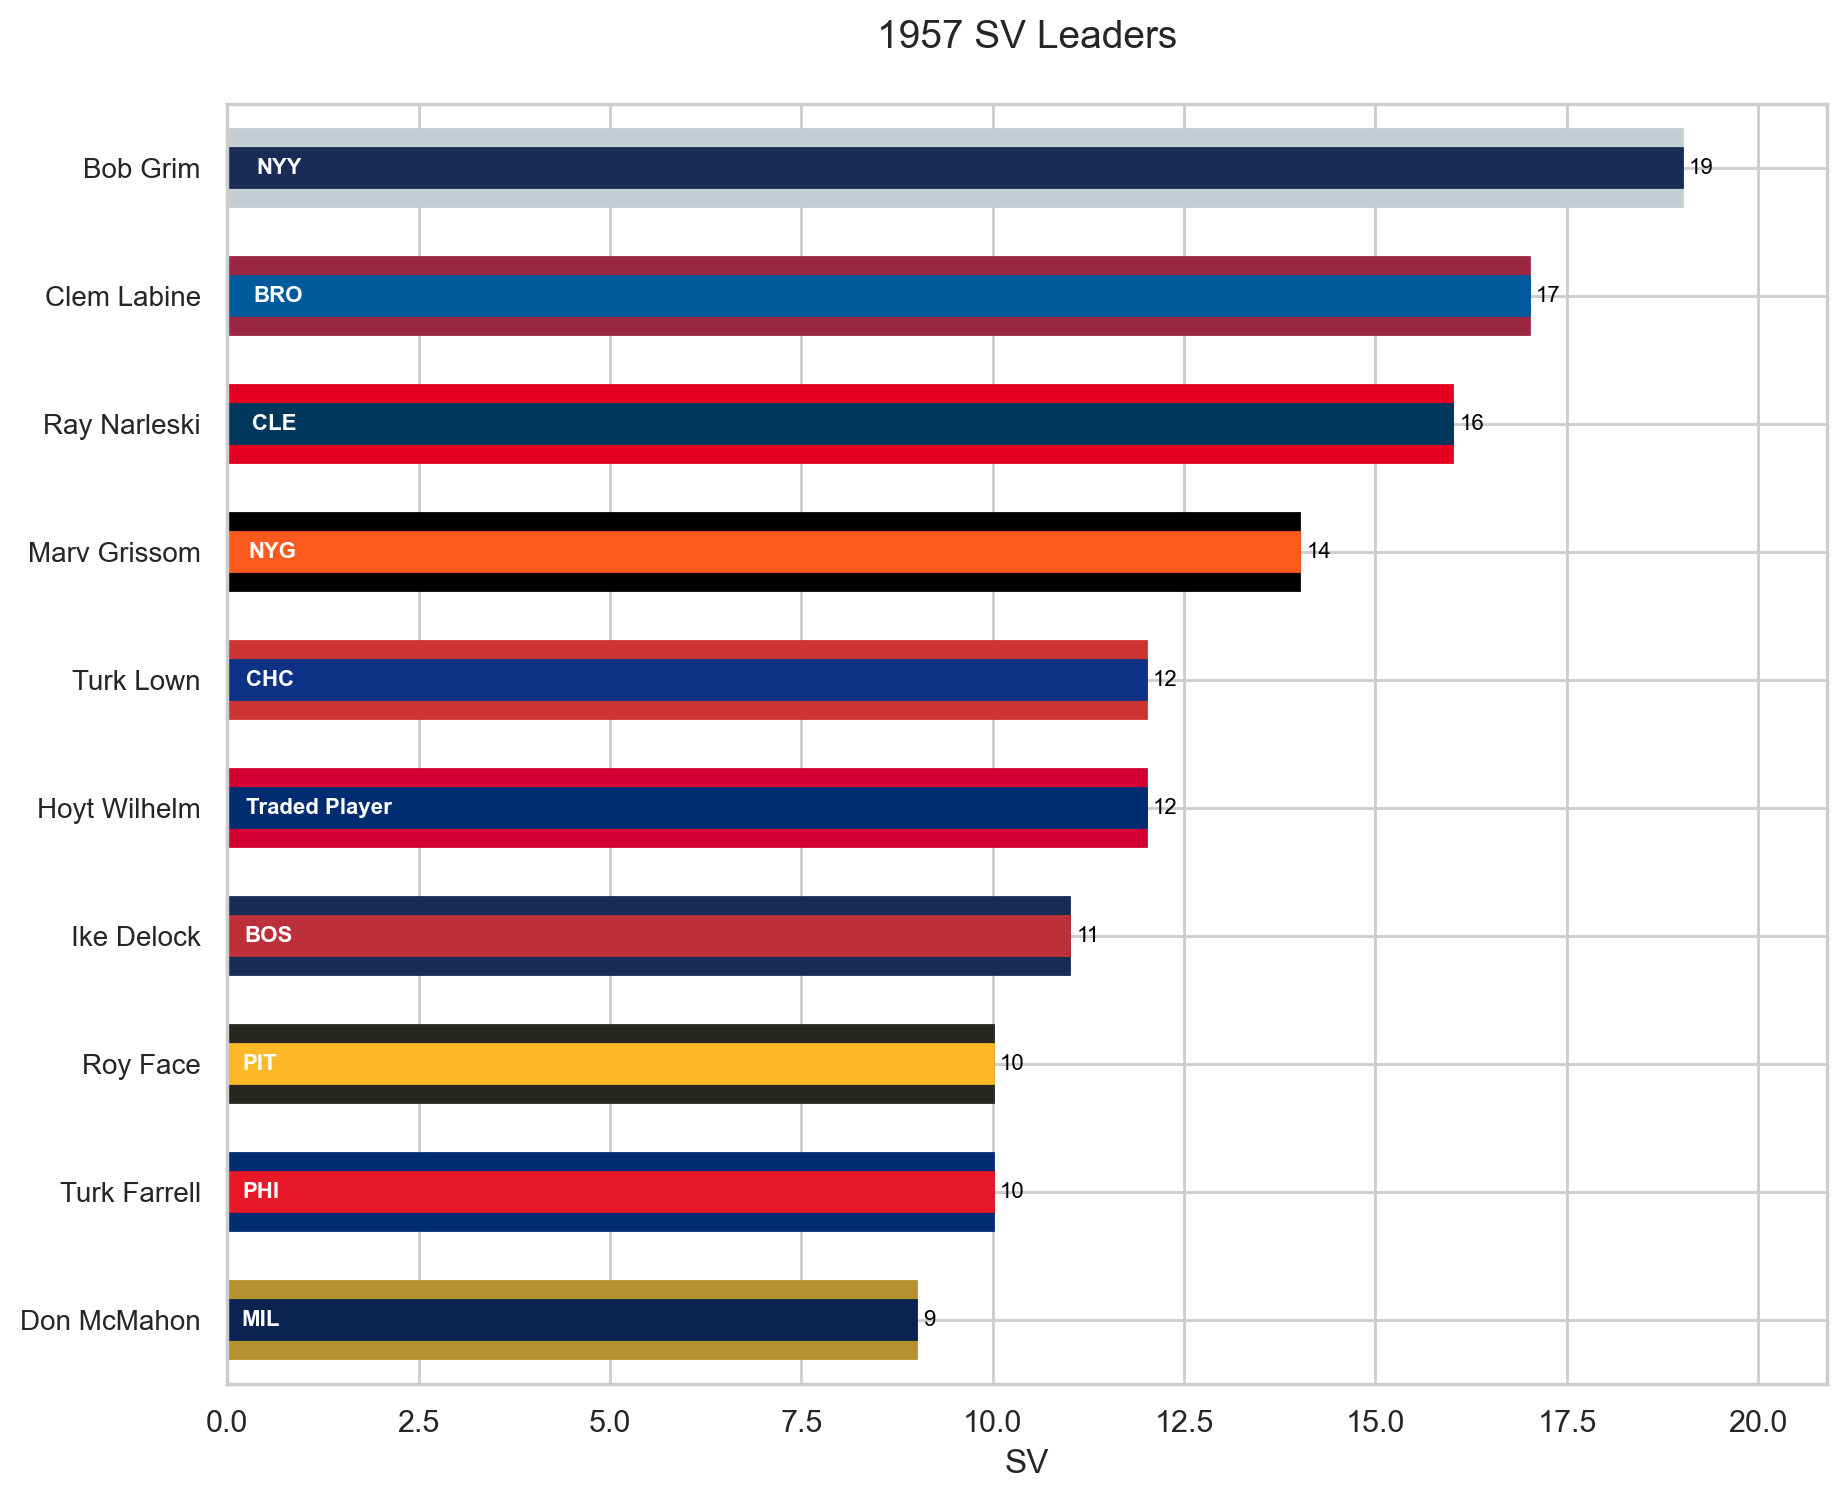 1957 SV Leaders
Bob Grim NYY 19
Clem Labine BRO 17
Ray Narleski CLE 16
Marv Grissom NYG 14
Turk Lown CHC 12
Hoyt Wilhelm Traded Player 12
Ike Delock BOS 11
Roy Face PIT 10
Turk Farrell PHI 10
Don McMahon MIL 9
0.0 2.5 5.0 7.5 10.0 12.5 15.0 17.5 20.0
SV